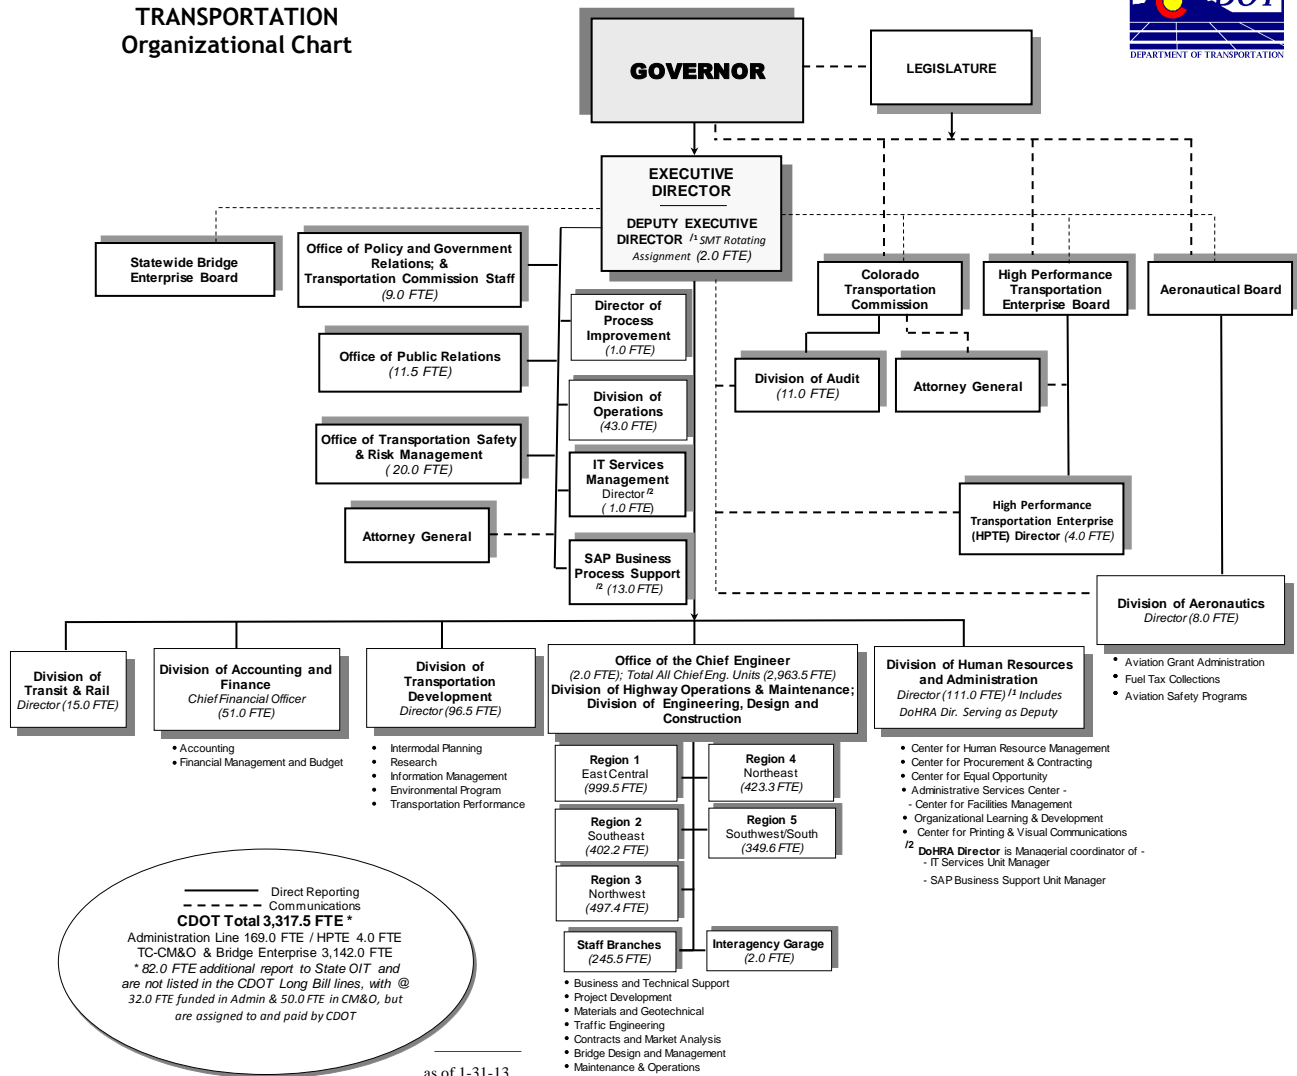 TRANSPORTATION
Organizational Chart
DOT
DEPARTMENT OF TRANSPORTATION
GOVERNOR
LEGISLATURE
EXECUTIVE
DIRECTOR
DEPUTY EXECUTIVE
DIRECTOR /1 SMT Rotating
Assignment (2.0 FTE)
Statewide Bridge
Enterprise Board
Office of Policy and Government
Relations; &
Transportation Commission Staff
(9.0 FTE)
Office of Public Relations
(11.5 FTE)
Office of Transportation Safety
& Risk Management
( 20.0 FTE)
Attorney General
Director of
Process
Improvement
(1.0 FTE)
Division of
Operations
(43.0 FTE)
IT Services
Management
Director /2
( 1.0 FTE)
SAP Business
Process Support
/2 (13.0 FTE)
Colorado
Transportation
Commission
High Performance
Transportation
Enterprise Board
Aeronautical Board
Division of Audit
(11.0 FTE)
Attorney General
High Performance
Transportation Enterprise
(HPTE) Director (4.0 FTE)
Division of Aeronautics
Director (8.0 FTE)
• Aviation Grant Administration
• Fuel Tax Collections
• Aviation Safety Programs
Division of
Transit & Rail
Director (15.0 FTE)
Division of Accounting and
Finance
Chief Financial Officer
(51.0 FTE)
• Accounting
• Financial Management and Budget
Division of
Transportation
Development
Director (96.5 FTE)
• Intermodal Planning
• Research
• Information Management
• Environmental Program
• Transportation Performance
Office of the Chief Engineer
(2.0 FTE); Total All Chief Eng. Units (2,963.5 FTE)
Division of Highway Operations & Maintenance;
Division of Engineering, Design and
Construction
Region 1
East Central
(999.5 FTE)
Region 4
Northeast
(423.3 FTE)
Region 2
Southeast
(402.2 FTE)
Region 5
Southwest/South
(349.6 FTE)
Region 3
Northwest
(497.4 FTE)
Staff Branches
(245.5 FTE)
Interagency Garage
(2.0 FTE)
• Business and Technical Support
• Project Development
• Materials and Geotechnical
• Traffic Engineering
• Contracts and Market Analysis
• Bridge Design and Management
• Maintenance & Operations
Division of Human Resources
and Administration
Director (111.0 FTE) /1 Includes
DoHRA Dir. Serving as Deputy
• Center for Human Resource Management
• Center for Procurement & Contracting
• Center for Equal Opportunity
• Administrative Services Center -
- Center for Facilities Management
• Organizational Learning & Development
• Center for Printing & Visual Communications
/2 DoHRA Director is Managerial coordinator of -
- IT Services Unit Manager
- SAP Business Support Unit Manager
Direct Reporting
Communications
CDOT Total 3,317.5 FTE *
Administration Line 169.0 FTE / HPTE 4.0 FTE
TC-CM&O & Bridge Enterprise 3,142.0 FTE
* 82.0 FTE additional report to State OIT and
are not listed in the CDOT Long Bill lines, with @
32.0 FTE funded in Admin & 50.0 FTE in CM&O, but
are assigned to and paid by CDOT
as of 1-31-13